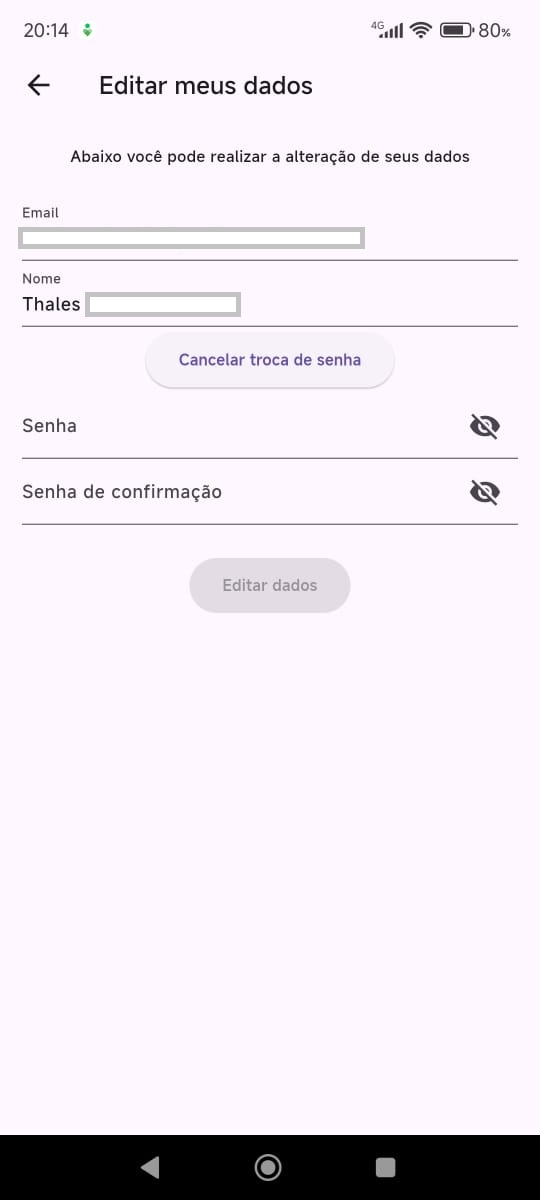 20:14 4G 80%
Editar meus dados
Abaixo você pode realizar a alteração de seus dados
Email
Nome
Thales
Cancelar troca de senha
Senha
Senha de confirmação
Editar dados